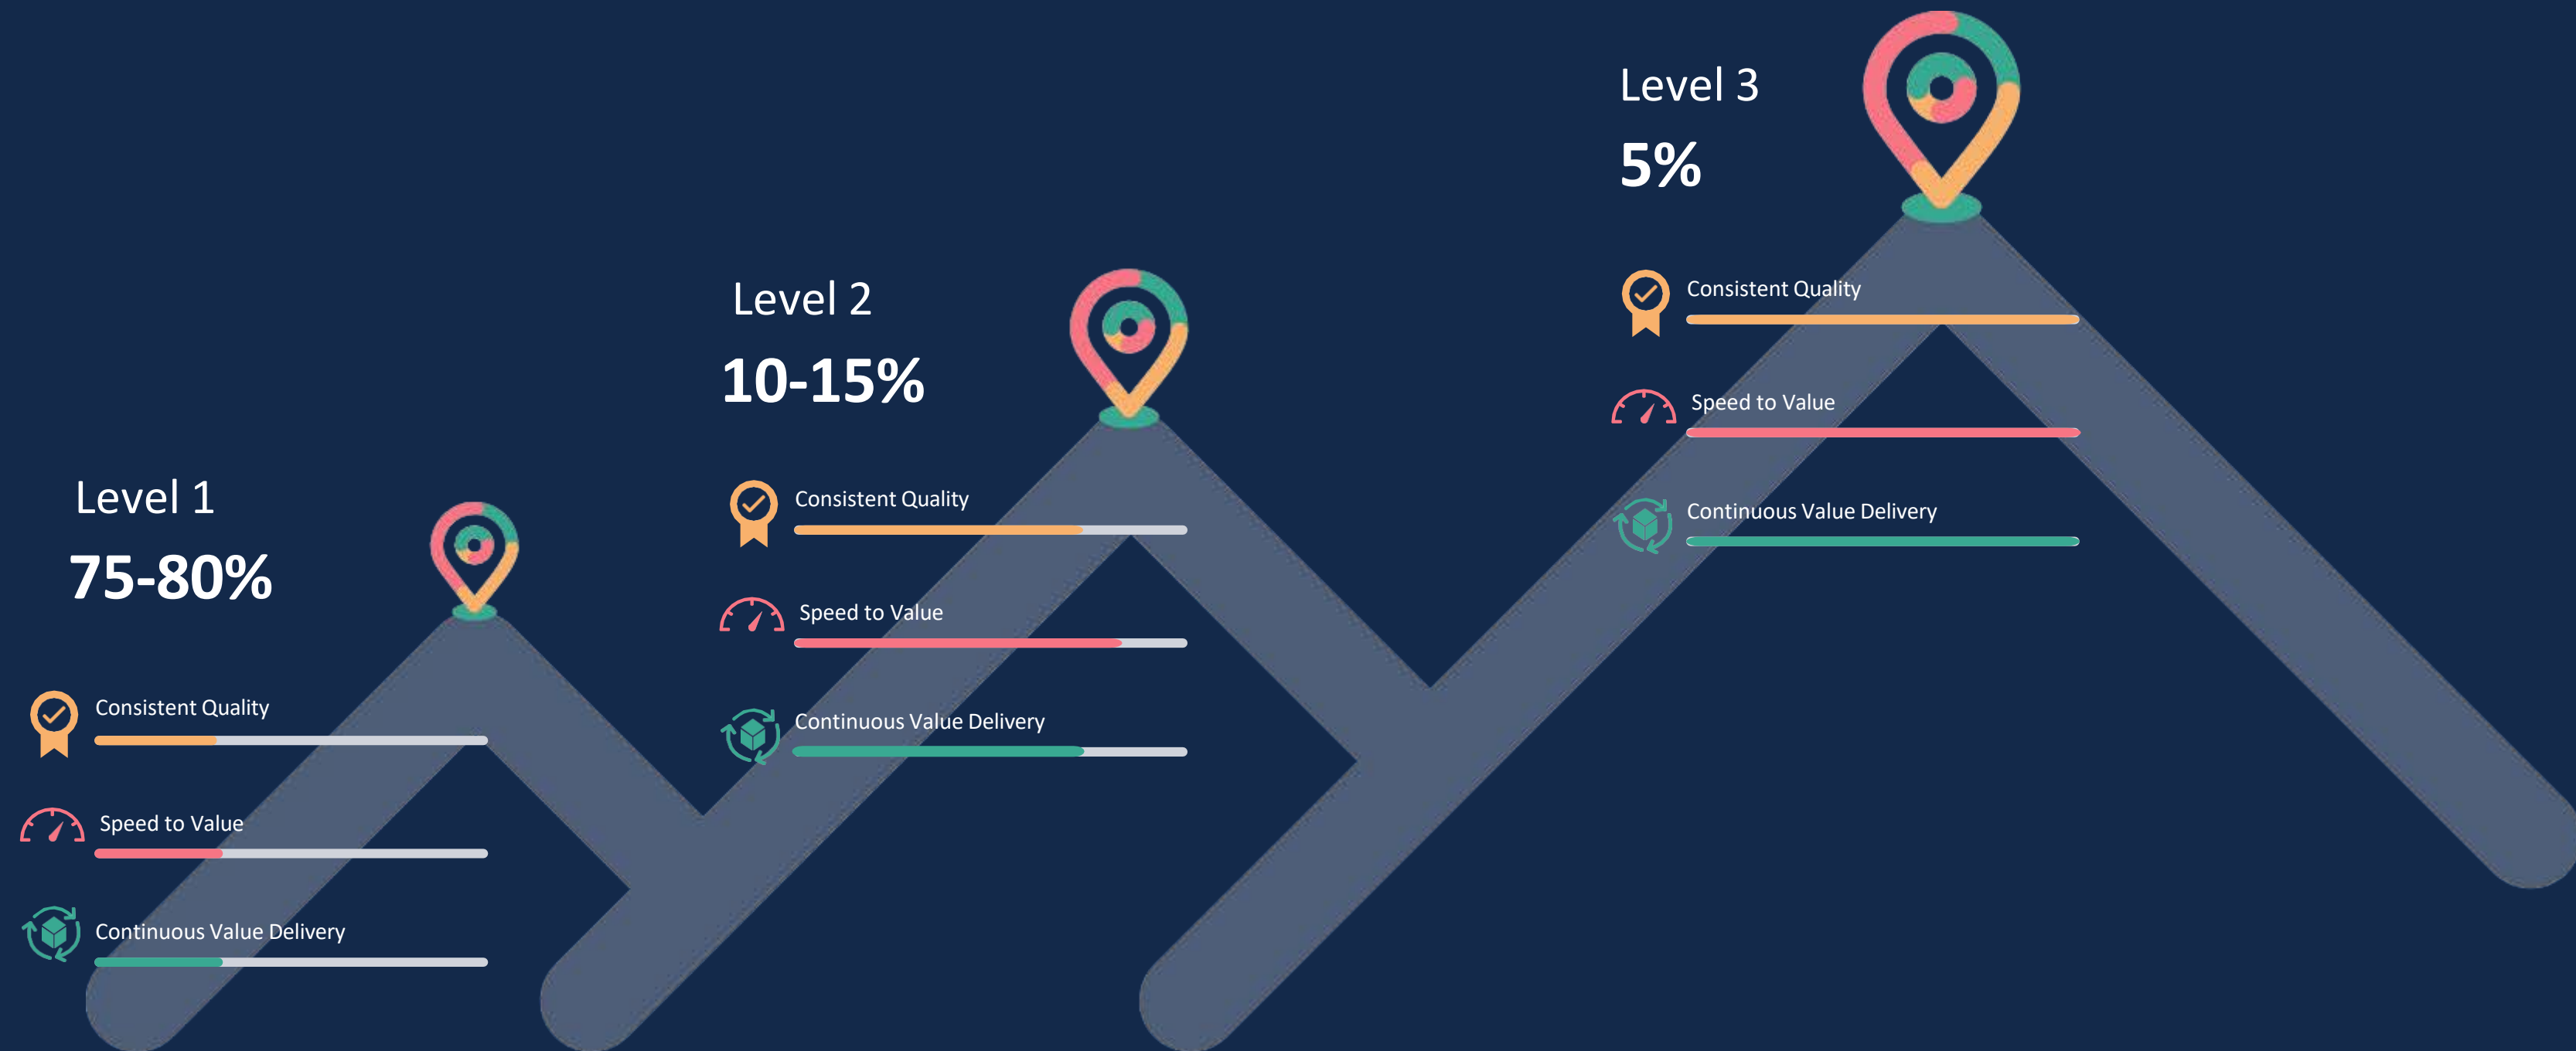 Level 1
75-80%
Consistent Quality
Speed to Value
Continuous Value Delivery
Level 2
10-15%
Consistent Quality
Speed to Value
Continuous Value Delivery
Level 3
5%
Consistent Quality
Speed to Value
Continuous Value Delivery